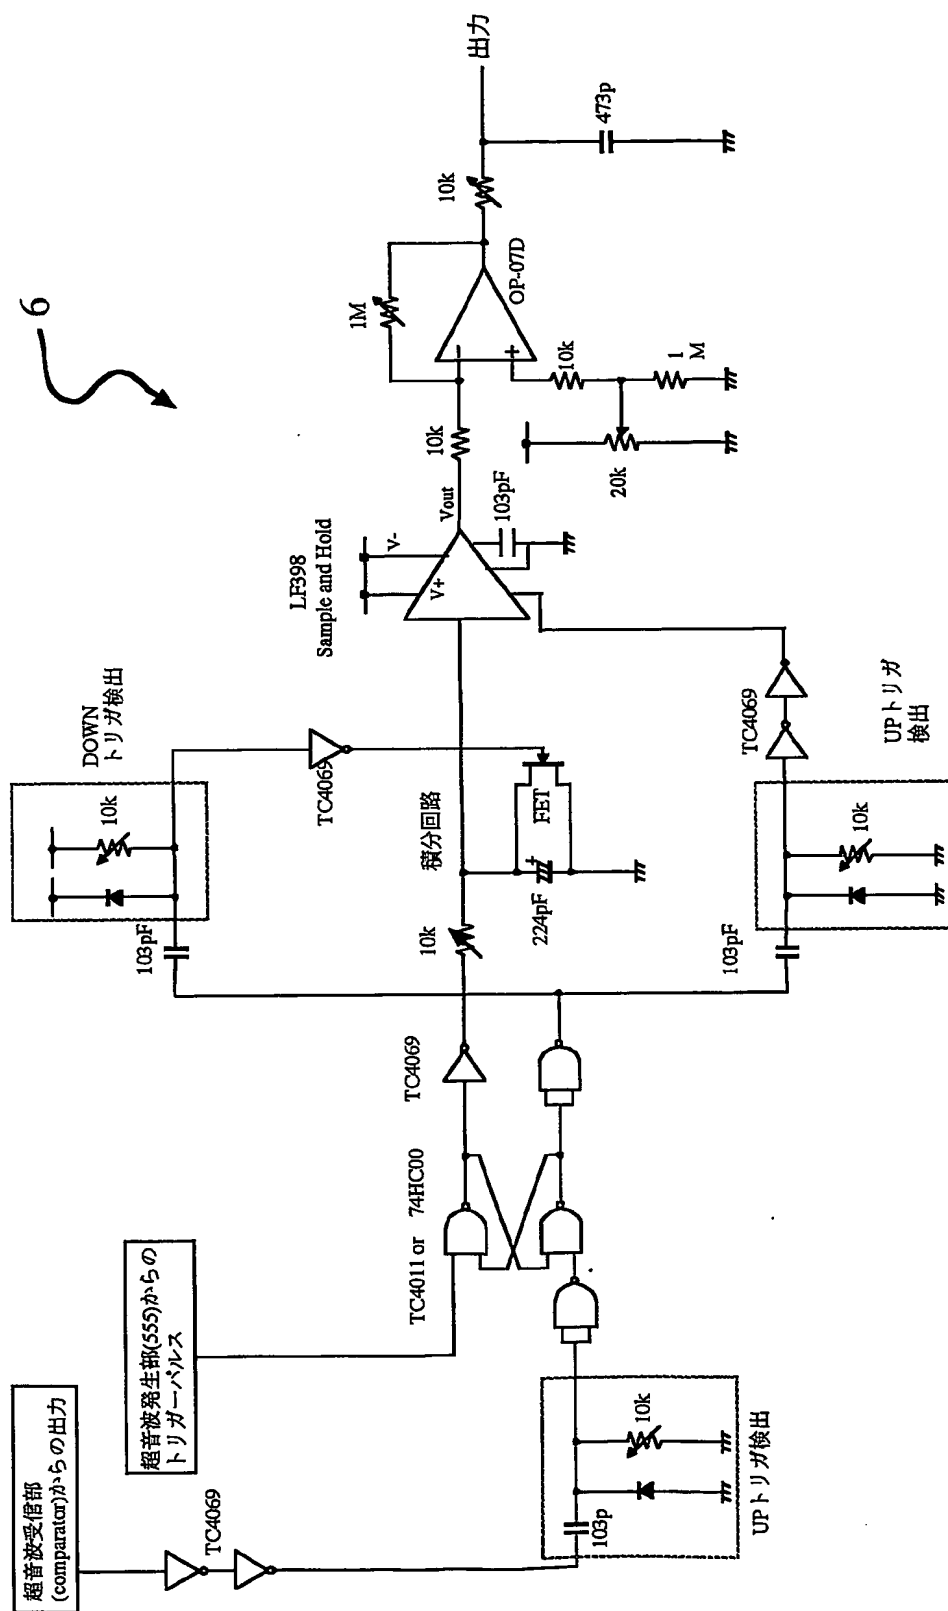 6
超音波受信部
(comparator)からの出力
TC4069
超音波発生部(555)からの
トリガーパルス
103p
10k
UPトリガ検出
TC4011 or 74HC00
TC4069
10k
積分回路
224pF
+
FET
103pF
10k
DOWN
トリガ検出
TC4069
103pF
10k
UPトリガ
検出
TC4069
LF398
Sample and Hold
V+
V-
Vout
103pF
10k
1M
-
+
OP-07D
10k
20k
1
M
10k
473p
出力